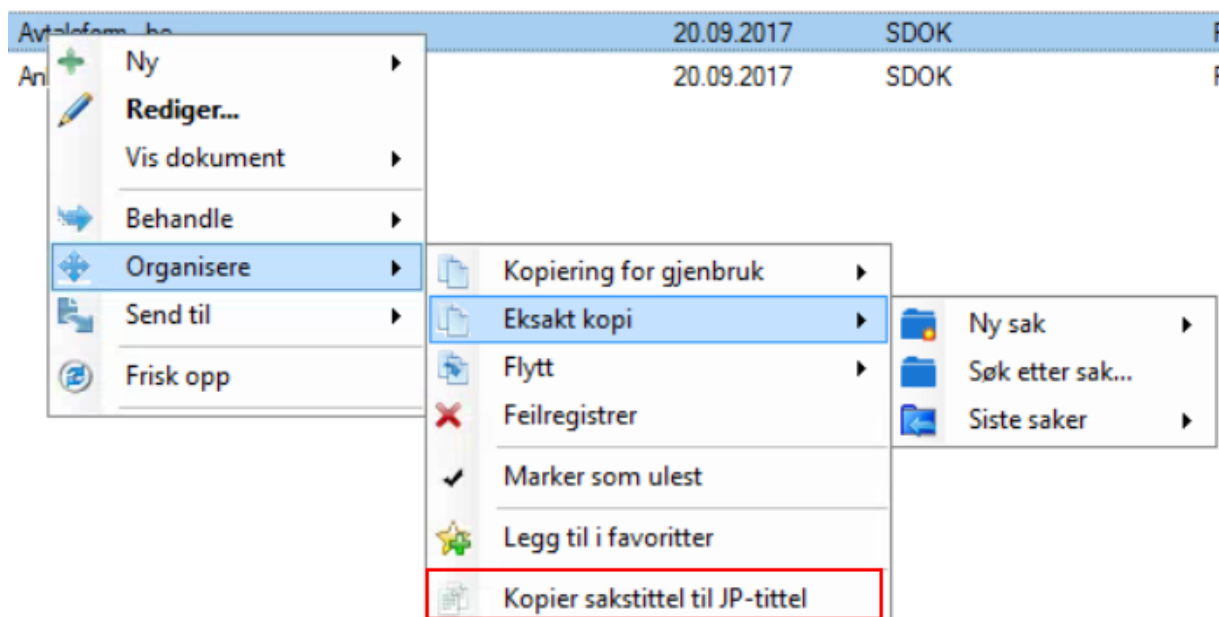 20.09.2017 SDOK
20.09.2017 SDOK
Ny
Rediger...
Vis dokument
Behandle
Organisere
Send til
Frisk opp
Kopiering for gjenbruk
Eksakt kopi
Flytt
Feilregistrer
Marker som ulest
Legg til i favoritter
Kopier sakstittel til JP-tittel
Ny sak
Søk etter sak...
Siste saker